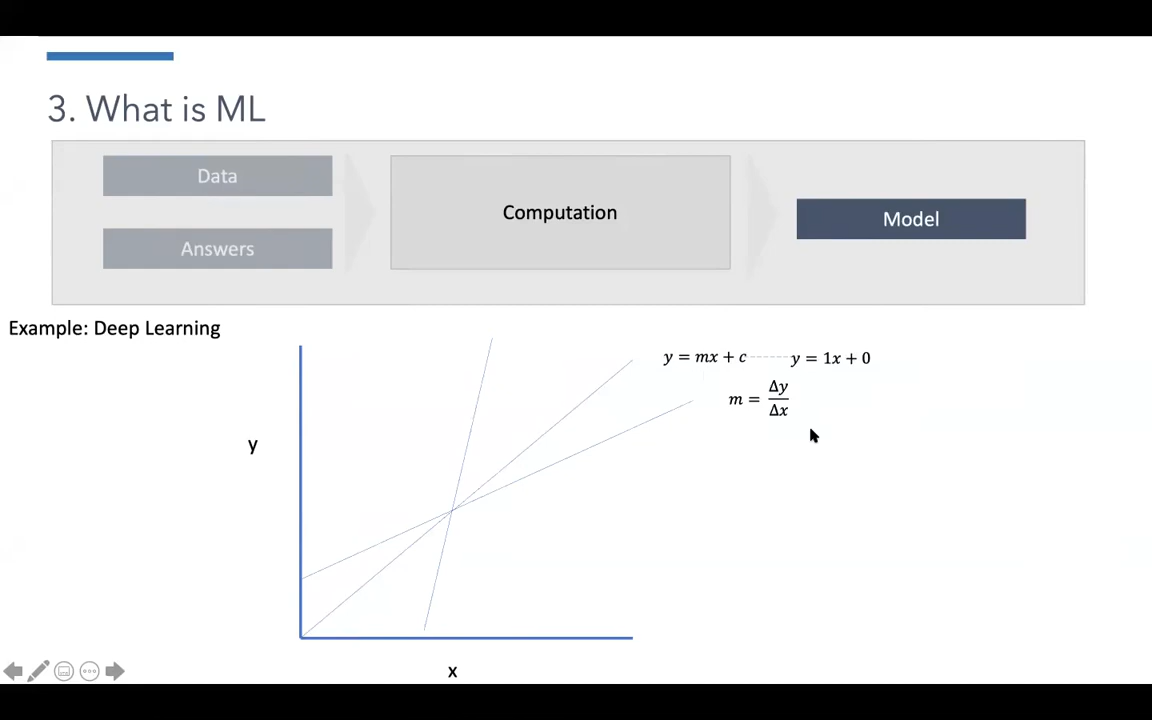 3. What is ML
Data
Answers
Computation
Model
Example: Deep Learning
y = mx + c ------ y = 1x + 0
m = Δy/Δx
y
x